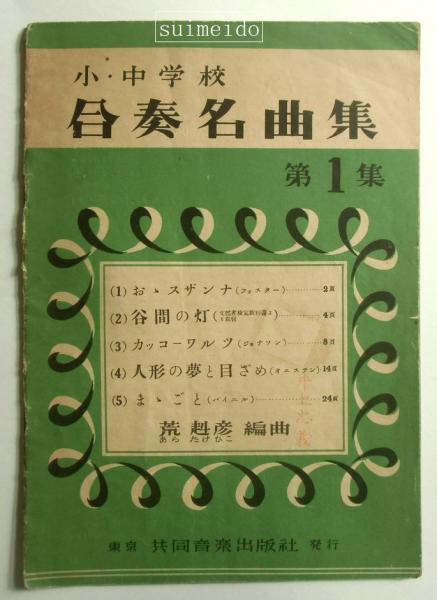 suimeido
小・中学校
合奏名曲集
第1集
(1) おゝスザンナ(フォスター)············2頁
(2) 谷間の灯············4頁
(3) カッコーワルツ(ジョナソン)············8頁
(4) 人形の夢と目ざめ(オーステン)14頁
(5) まゝごと(バイエル)············24頁
荒 赳彦 編曲
あら たけひこ
東京 共同音楽出版社 発行